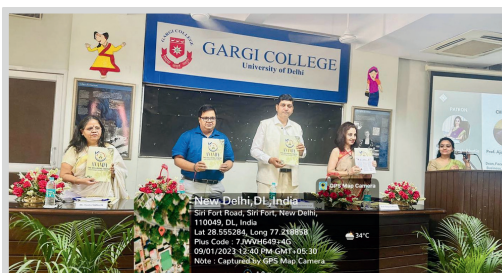 GARGI COLLEGE
University of Delhi
GARGI COLLEGE
GPS Map Camera
New Delhi, DL, India
Siri Fort Road, Siri Fort, New Delhi,
110049, DL, India
Lat 28.555284, Long 77.218858
Plus Code : 7JWVH649+4G
09/01/2023 12:40 PM GMT+05:30
Note : Captured by GPS Map Camera
34°C